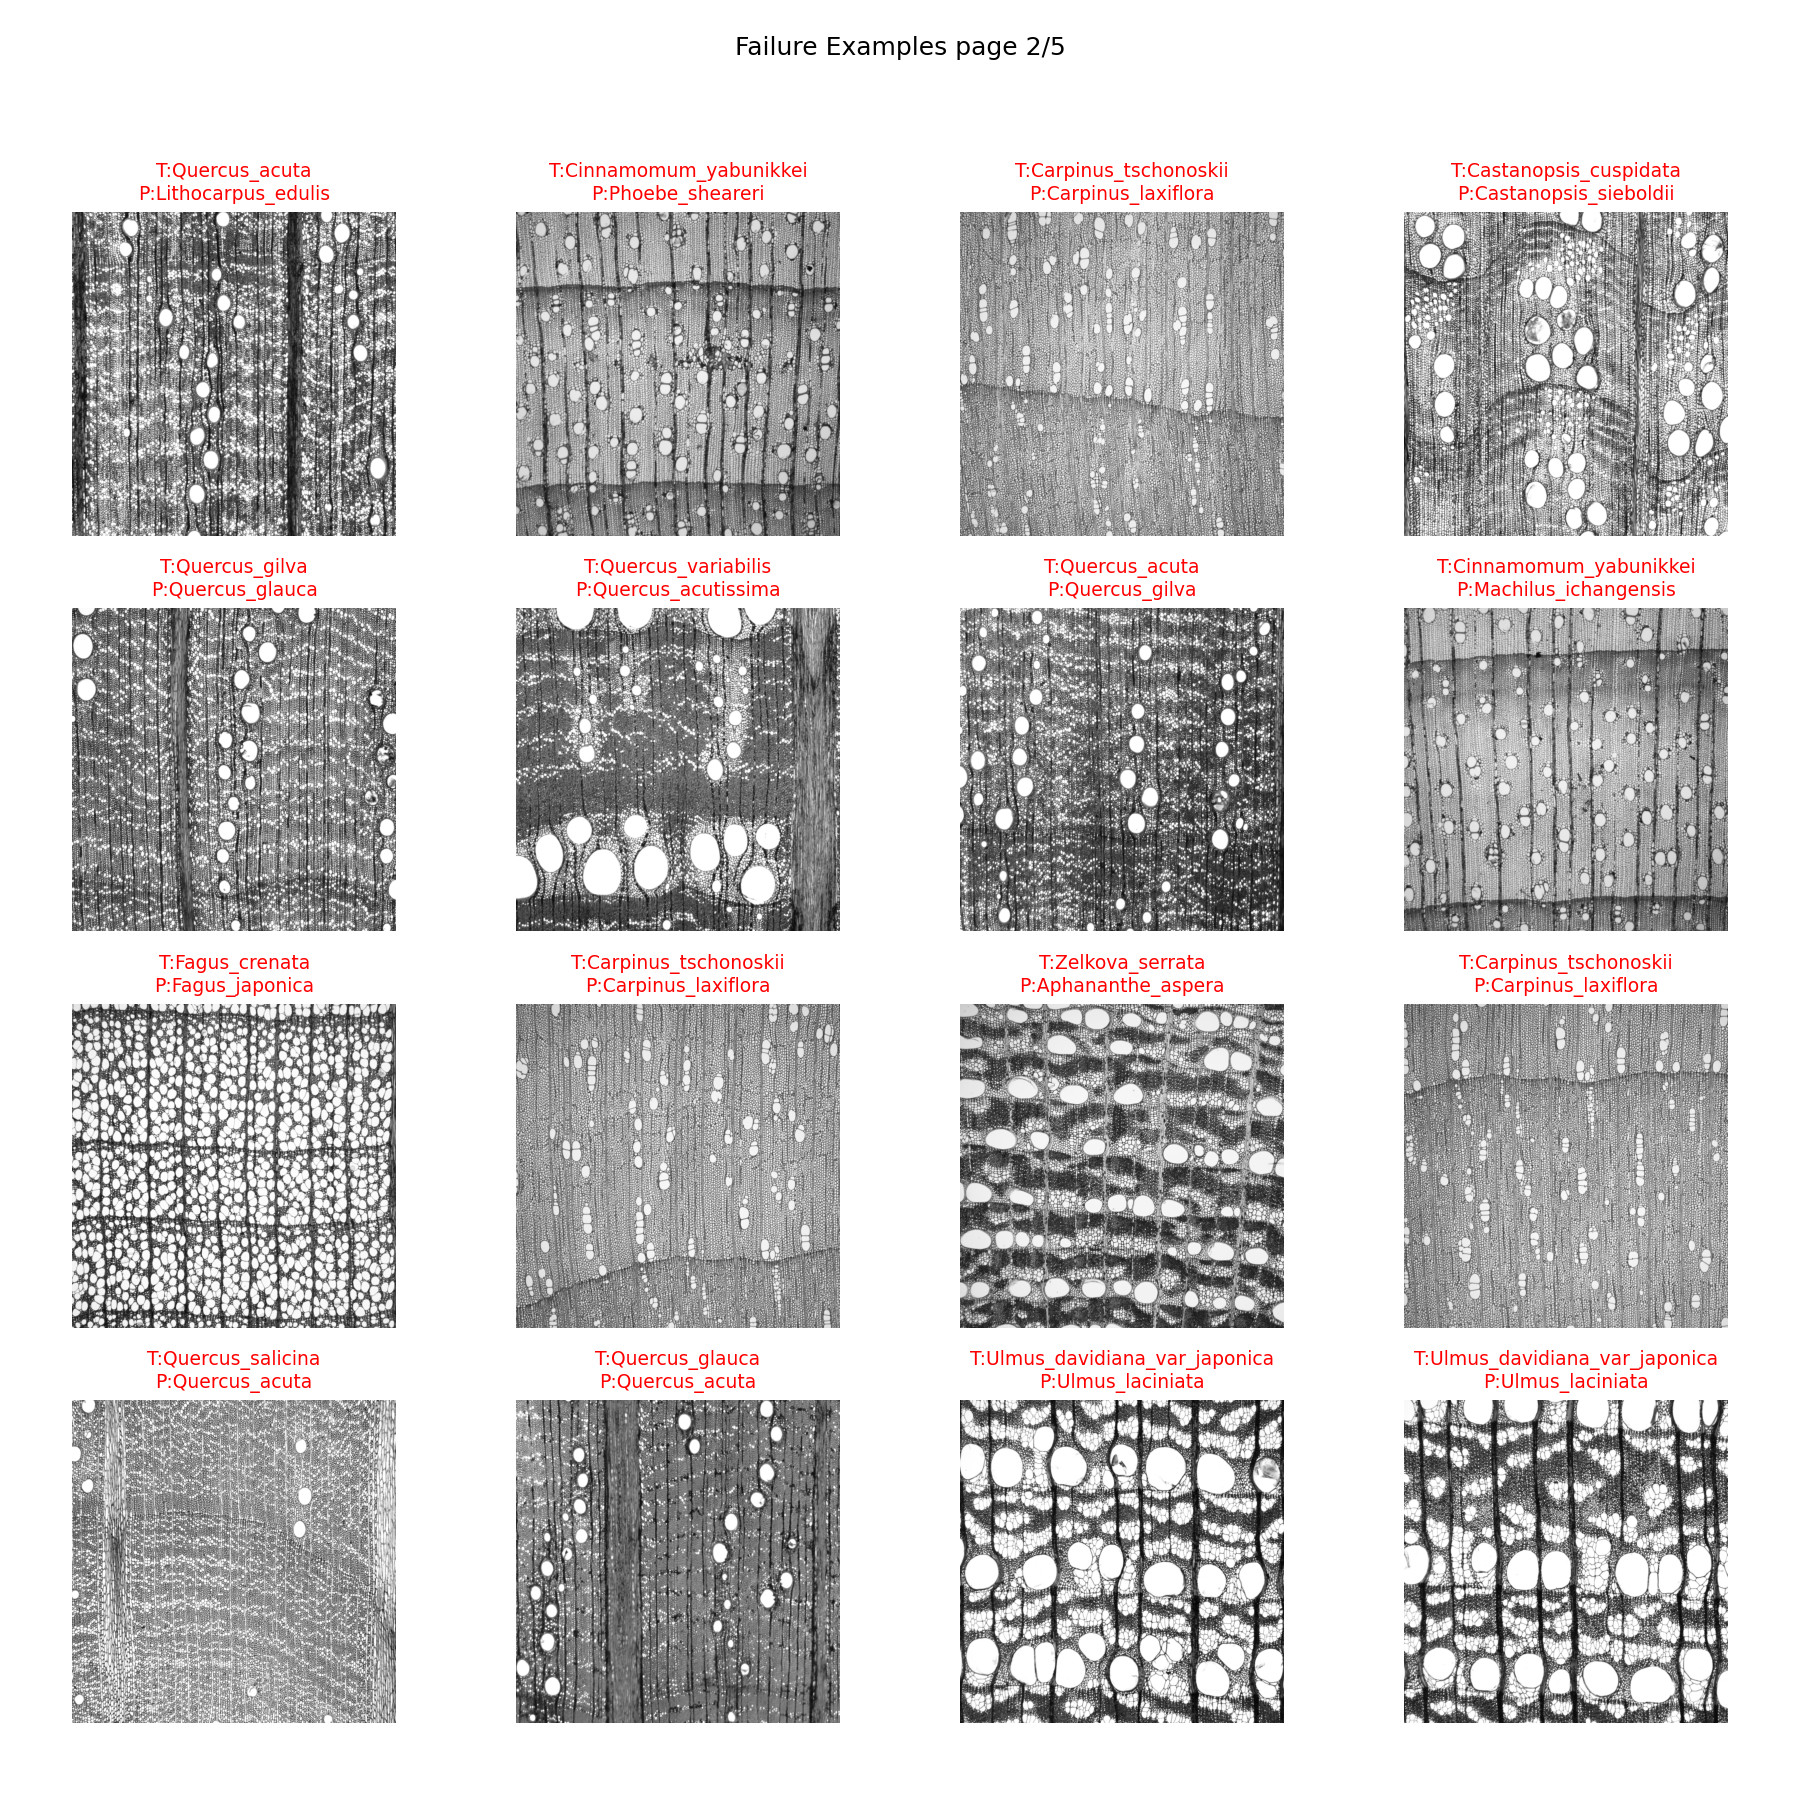 Failure Examples page 2/5
T:Quercus_acuta
P:Lithocarpus_edulis
T:Cinnamomum_yabunikkei
P:Phoebe_sheareri
T:Carpinus_tschonoskii
P:Carpinus_laxiflora
T:Castanopsis_cuspidata
P:Castanopsis_sieboldii
T:Quercus_gilva
P:Quercus_glauca
T:Quercus_variabilis
P:Quercus_acutissima
T:Quercus_acuta
P:Quercus_gilva
T:Cinnamomum_yabunikkei
P:Machilus_ichangensis
T:Fagus_crenata
P:Fagus_japonica
T:Carpinus_tschonoskii
P:Carpinus_laxiflora
T:Zelkova_serrata
P:Aphananthe_aspera
T:Carpinus_tschonoskii
P:Carpinus_laxiflora
T:Quercus_salicina
P:Quercus_acuta
T:Quercus_glauca
P:Quercus_acuta
T:Ulmus_davidiana_var_japonica
P:Ulmus_laciniata
T:Ulmus_davidiana_var_japonica
P:Ulmus_laciniata